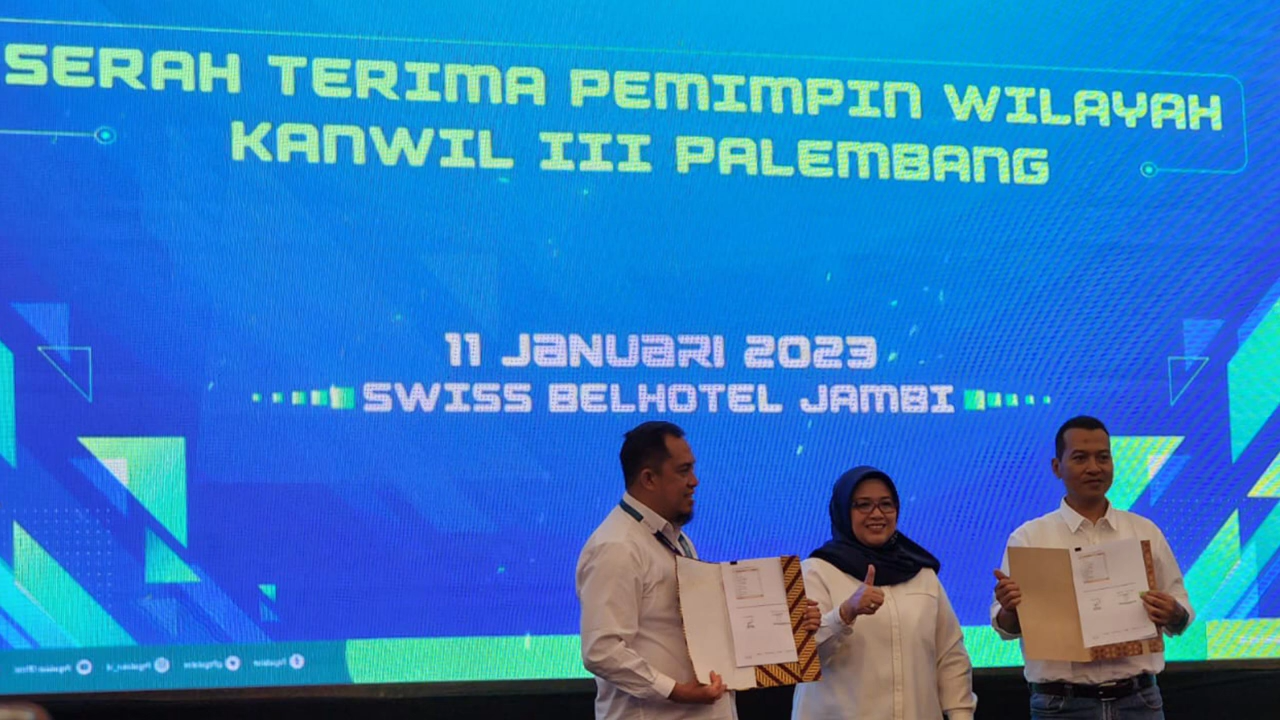 SERAH TERIMA PEMIMPIN WILAYAH
KANWIL III PALEMBANG
11 JANUARI 2023
SWISS BELHOTEL JAMBI